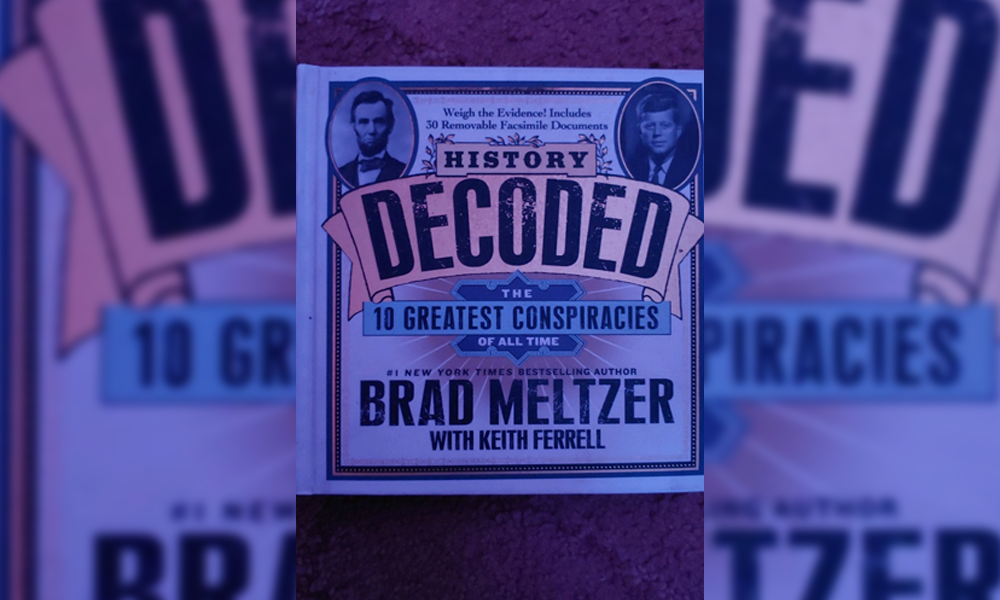 Weigh the Evidence! Includes
30 Removable Facsimile Documents
HISTORY
DECODED
THE
10 GREATEST CONSPIRACIES
OF ALL TIME
#1 NEW YORK TIMES BESTSELLING AUTHOR
BRAD MELTZER
WITH KEITH FERRELL